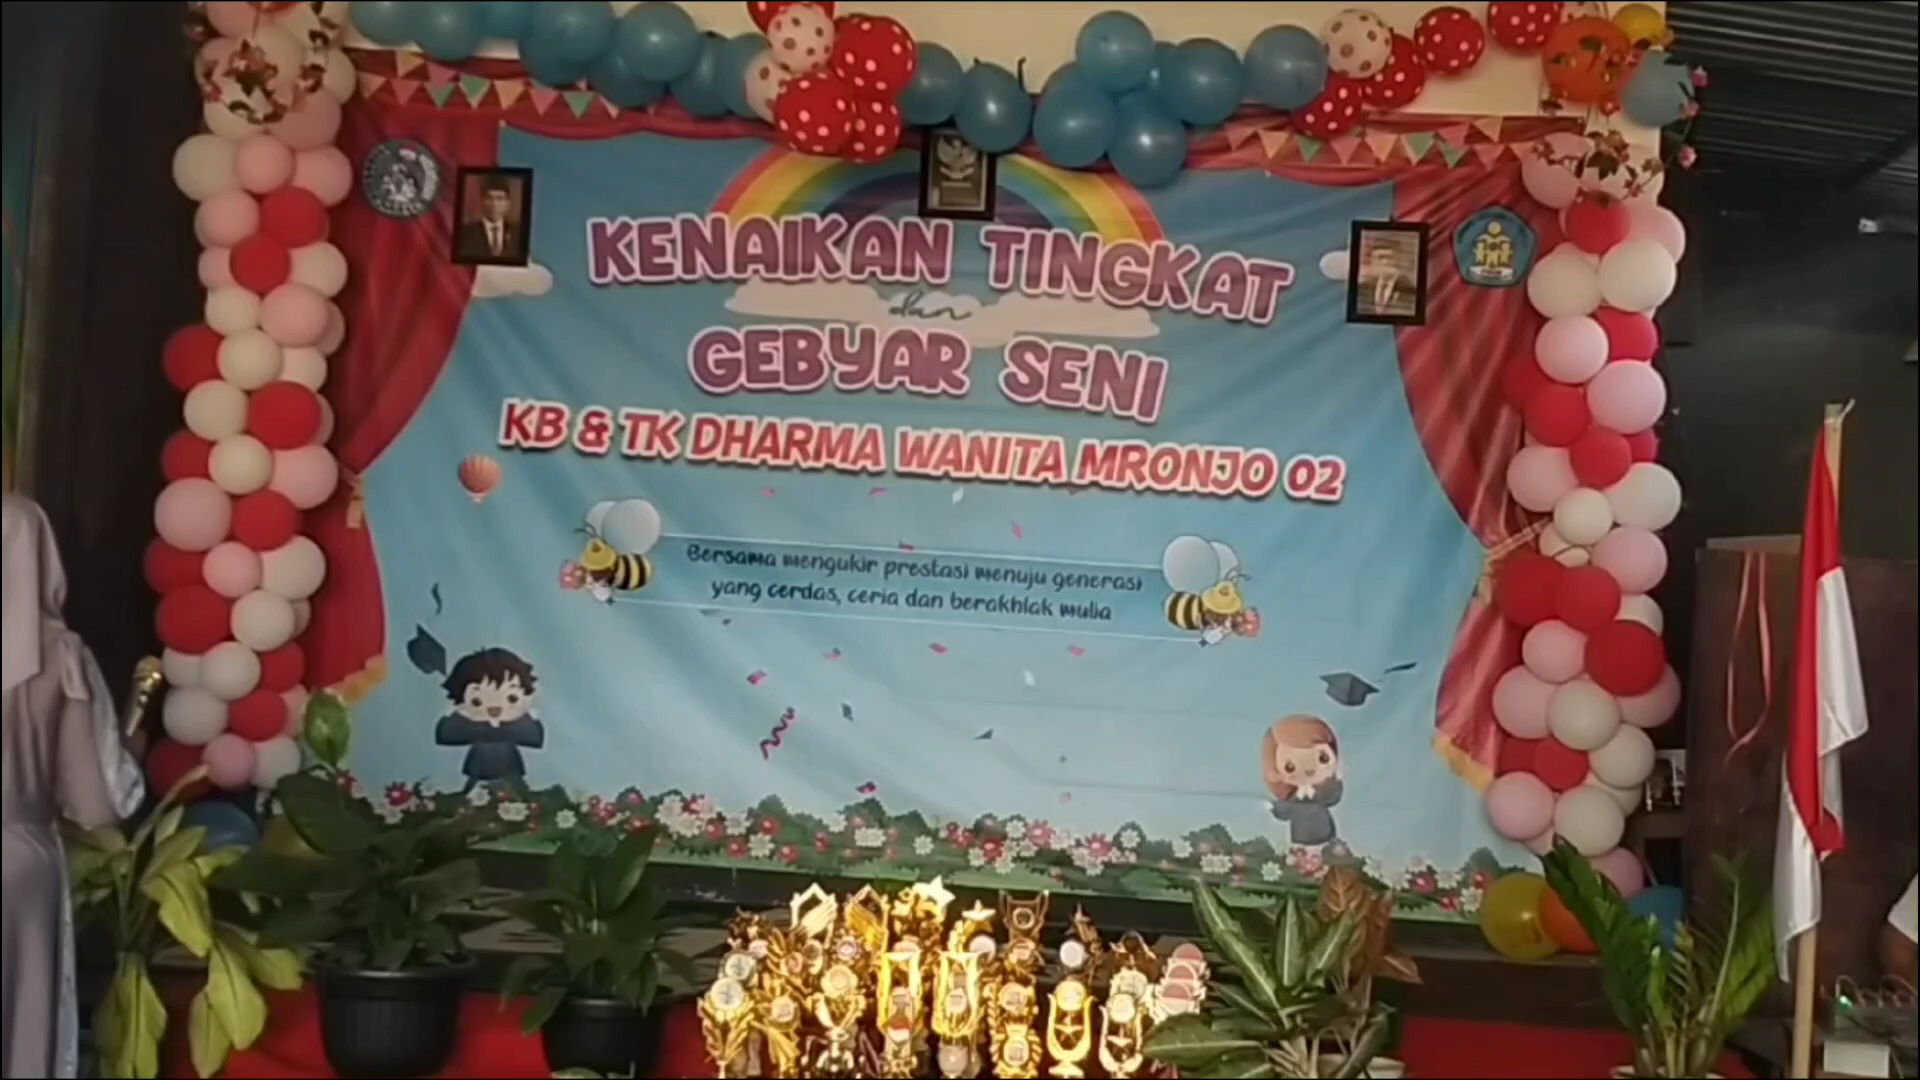 KENAIKAN TINGKAT
dan
GEBYAR SENI
KB & TK DHARMA WANITA MRONJO 02
Bersama mengukir prestasi menuju generasi
yang cerdas, ceria dan berakhlak mulia